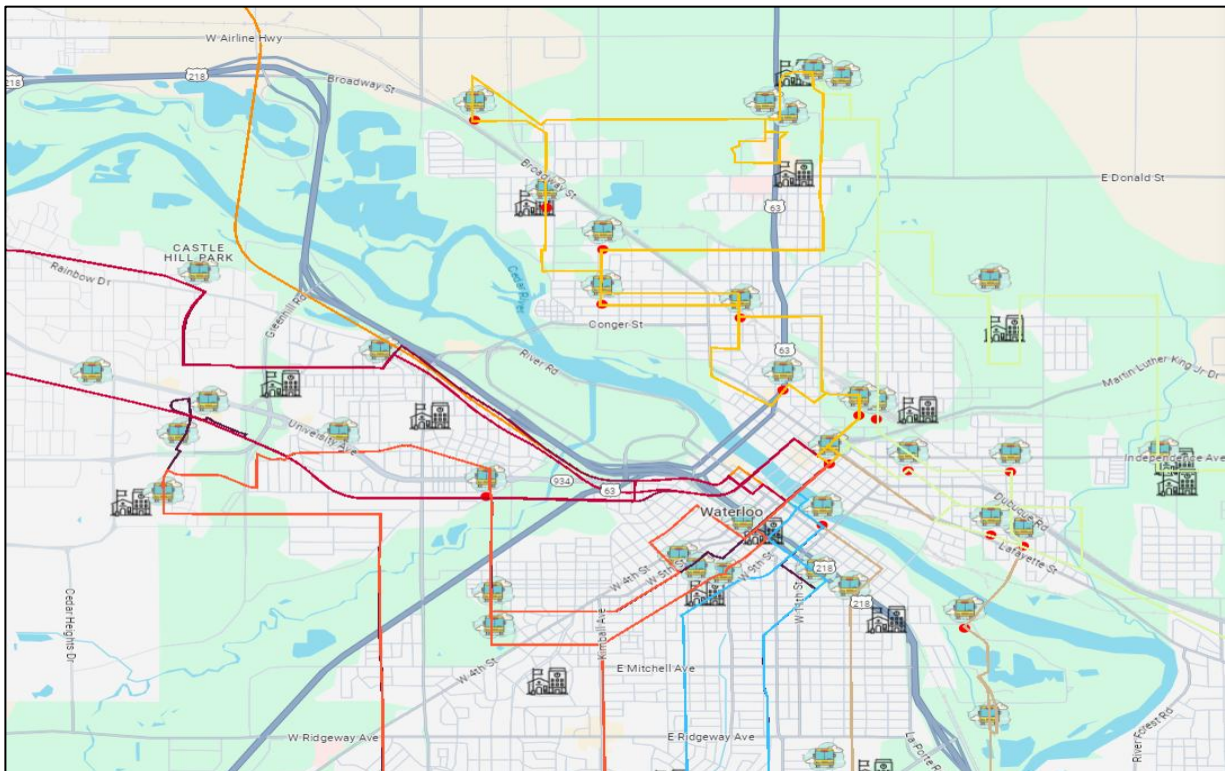 W Airline Hwy
218
218
Broadway St
Broadway St
E Donald St
63
CASTLE
HILL PARK
Rainbow Dr
Greenhill Rd
Cedar River
Conger St
River Rd
63
Martin Luther King Jr Dr
University Ave
934
63
Independence Ave
Waterloo
Dubuque Rd
Lafayette St
W 4th St
W 5th St
W 9th St
W 11th St
218
218
Cedar Heights Dr
Kimball Ave
W 4th St
E Mitchell Ave
W Ridgeway Ave
E Ridgeway Ave
La Porte R
River Forest Rd